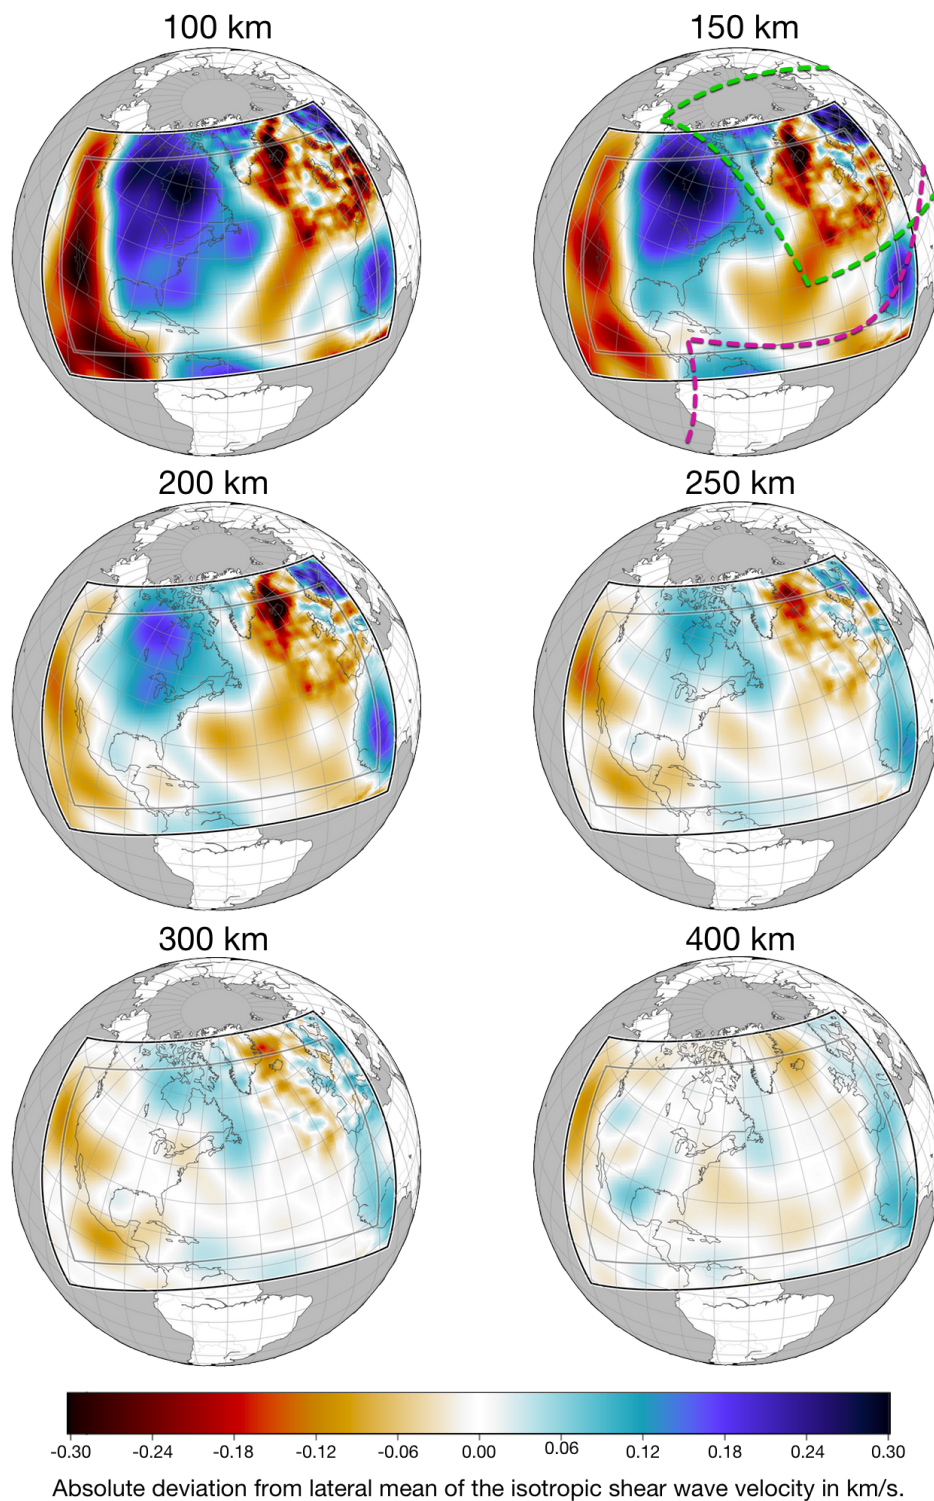 100 km
150 km
200 km
250 km
300 km
400 km
-0.30 -0.24 -0.18 -0.12 -0.06 0.00 0.06 0.12 0.18 0.24 0.30
Absolute deviation from lateral mean of the isotropic shear wave velocity in km/s.